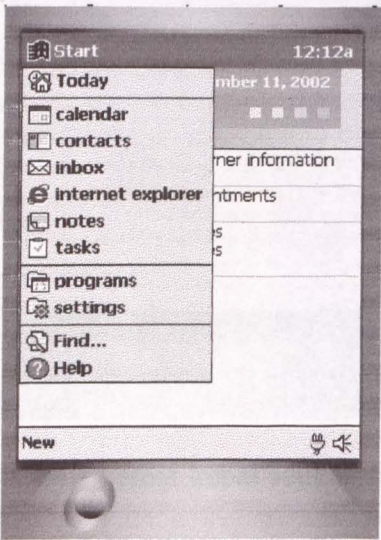 Start 12:12a
Today
mber 11, 2002
calendar
contacts
ner information
inbox
internet explorer
ntments
notes
es
tasks
es
programs
settings
Find...
Help
New